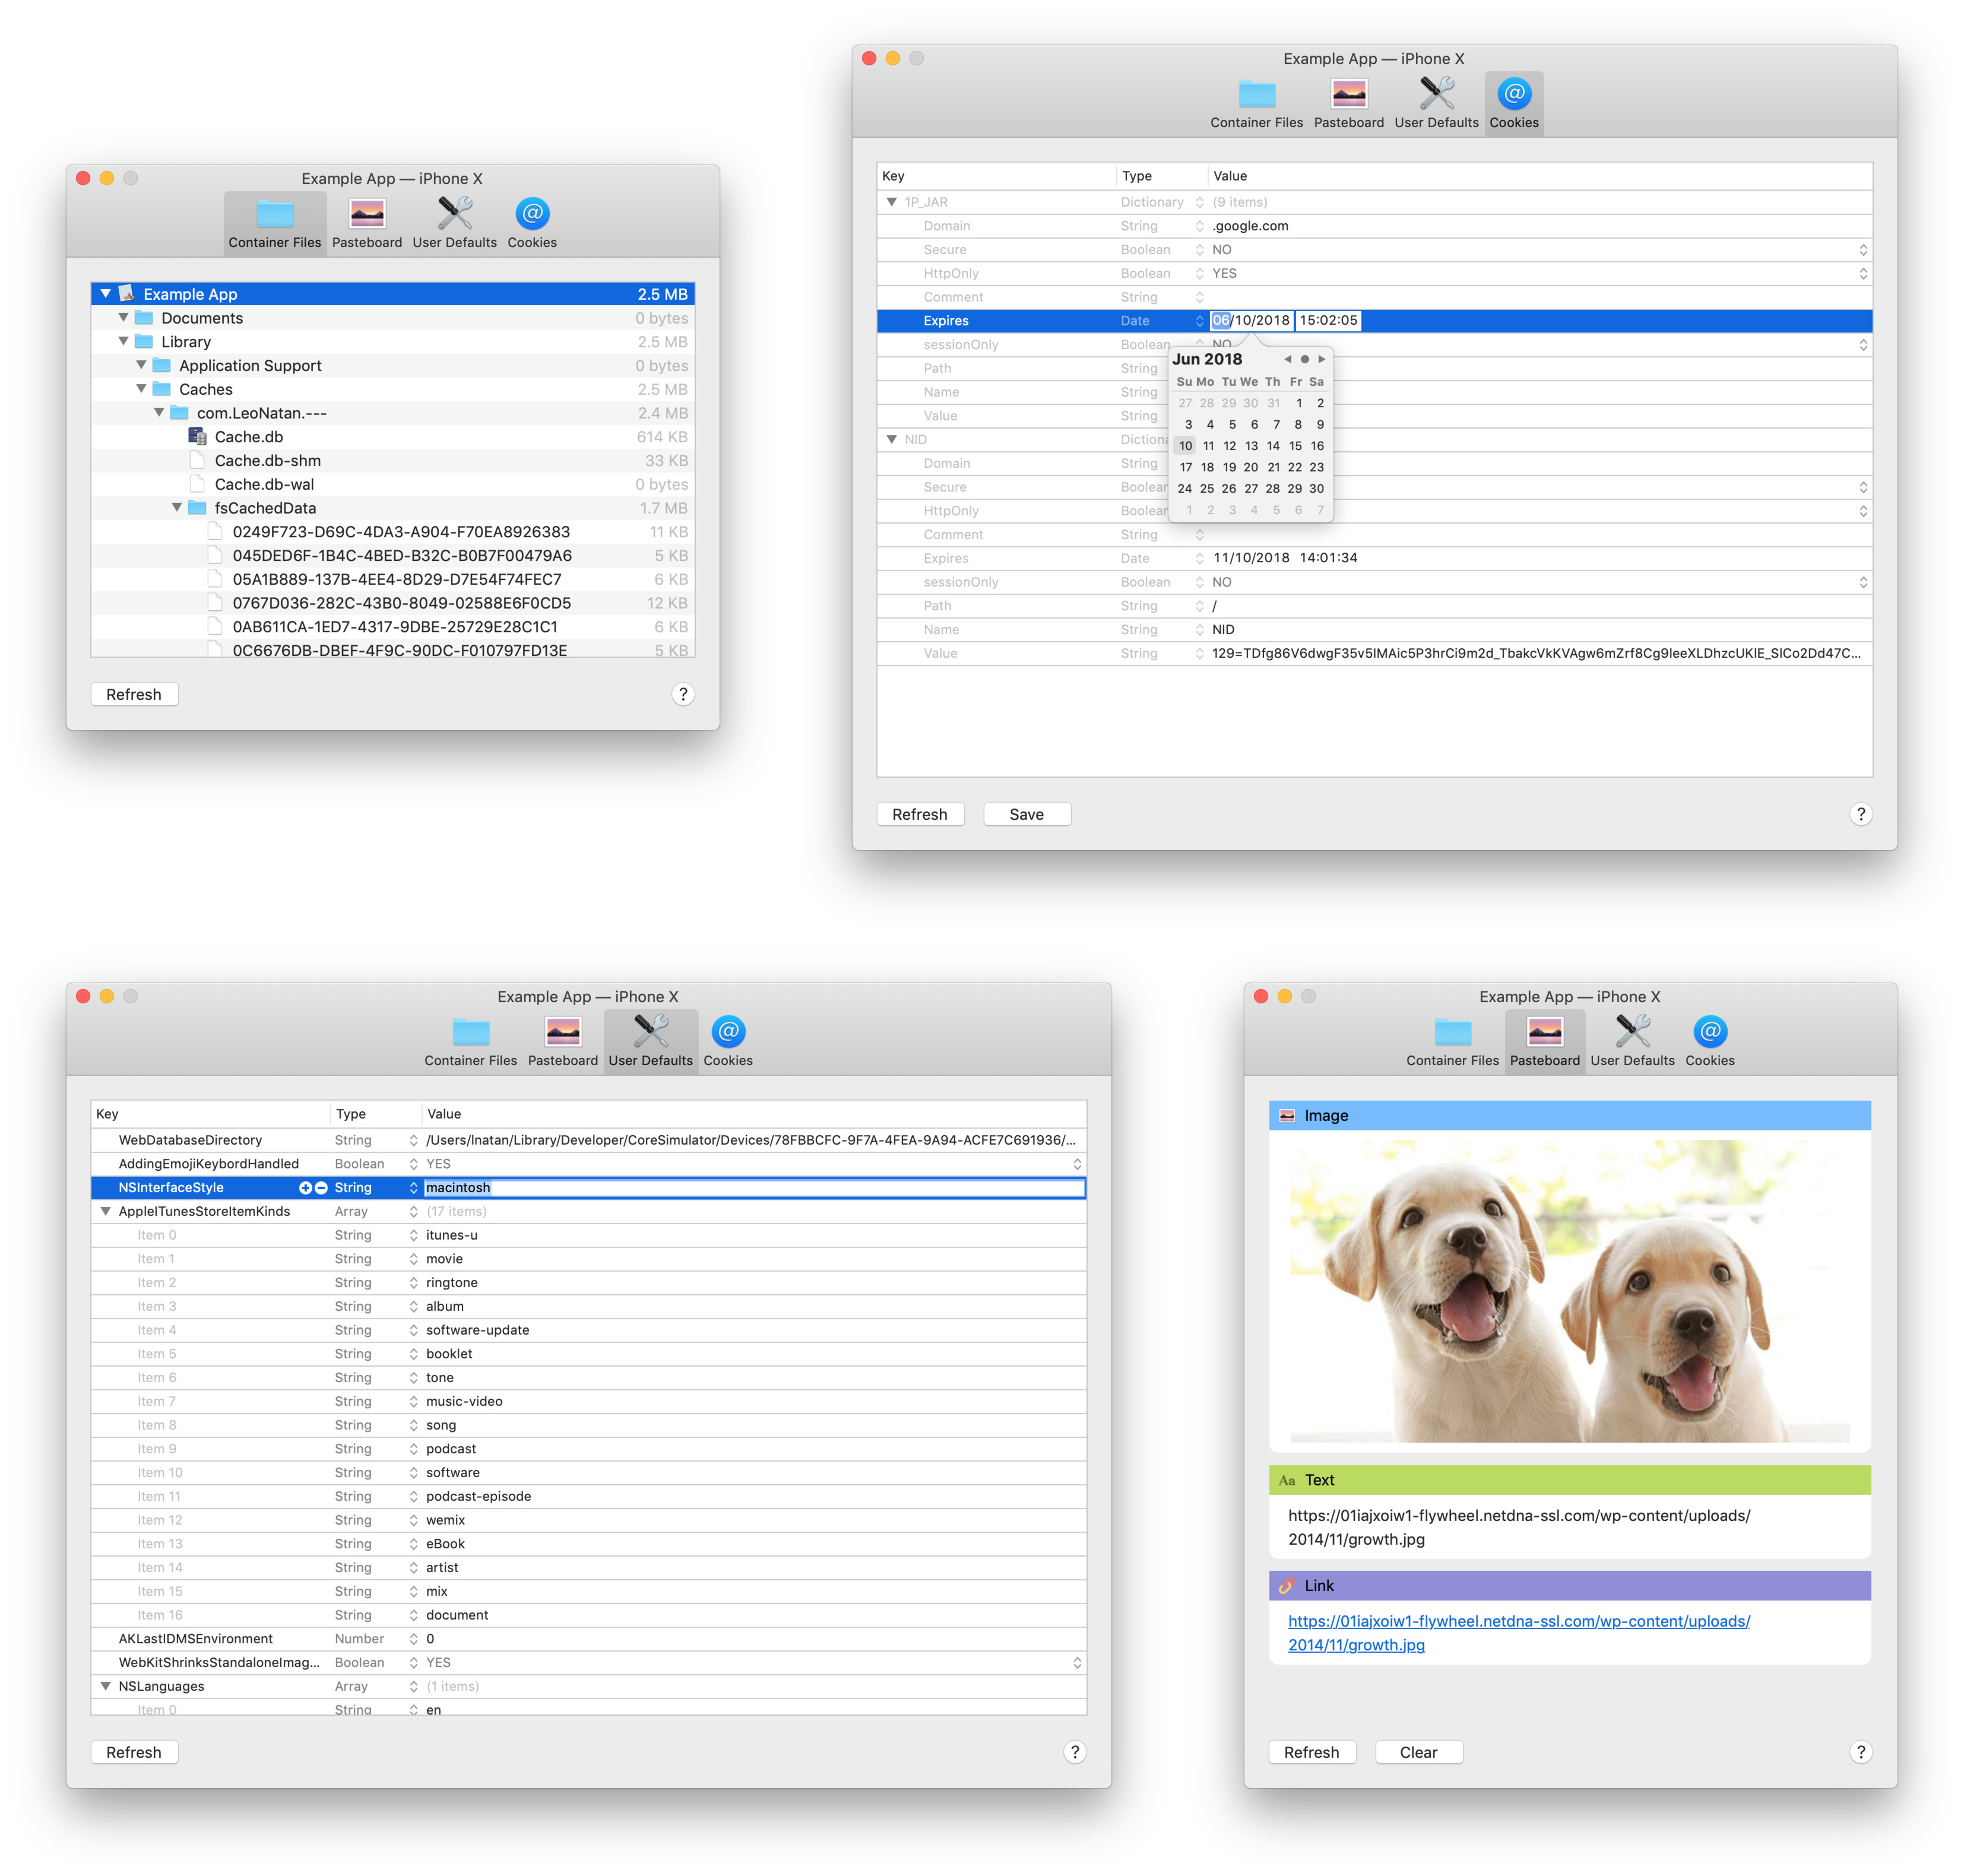 Example App — iPhone X
Container Files Pasteboard User Defaults Cookies
Example App 2.5 MB
Documents 0 bytes
Library 2.5 MB
Application Support 0 bytes
Caches 2.5 MB
com.LeoNatan.--- 2.4 MB
Cache.db 614 KB
Cache.db-shm 33 KB
Cache.db-wal 0 bytes
fsCachedData 1.7 MB
0249F723-D69C-4DA3-A904-F70EA8926383 11 KB
045DED6F-1B4C-4BED-B32C-B0B7F00479A6 5 KB
05A1B889-137B-4EE4-8D29-D7E54F74FEC7 6 KB
0767D036-282C-43B0-8049-02588E6F0CD5 12 KB
0AB611CA-1ED7-4317-9DBE-25729E28C1C1 6 KB
0C6676DB-DBEF-4F9C-90DC-F010797FD13E 5 KB
Refresh ?
Example App — iPhone X
Container Files Pasteboard User Defaults Cookies
Key Type Value
1P_JAR Dictionary (9 items)
Domain String .google.com
Secure Boolean NO
HttpOnly Boolean YES
Comment String
Expires Date 06/10/2018 15:02:05
sessionOnly Boolean NO
Path String
Name String
Value String
NID Dictiona
Domain String
Secure Boolean
HttpOnly Boolean
Comment String
Expires Date 11/10/2018 14:01:34
sessionOnly Boolean NO
Path String /
Name String NID
Value String 129=TDfg86V6dwgF35v5IMAic5P3hrCi9m2d_TbakcVkKVAgw6mZrf8Cg9IeeXLDhzcUKlE_SlCo2Dd47C...
Jun 2018
Su Mo Tu We Th Fr Sa
27 28 29 30 31 1 2
3 4 5 6 7 8 9
10 11 12 13 14 15 16
17 18 19 20 21 22 23
24 25 26 27 28 29 30
1 2 3 4 5 6 7
Refresh Save ?
Example App — iPhone X
Container Files Pasteboard User Defaults Cookies
Key Type Value
WebDatabaseDirectory String /Users/lnatan/Library/Developer/CoreSimulator/Devices/78FBBCFC-9F7A-4FEA-9A94-ACFE7C691936/...
AddingEmojiKeybordHandled Boolean YES
NSInterfaceStyle String macintosh
AppleITunesStoreItemKinds Array (17 items)
Item 0 String itunes-u
Item 1 String movie
Item 2 String ringtone
Item 3 String album
Item 4 String software-update
Item 5 String booklet
Item 6 String tone
Item 7 String music-video
Item 8 String song
Item 9 String podcast
Item 10 String software
Item 11 String podcast-episode
Item 12 String wemix
Item 13 String eBook
Item 14 String artist
Item 15 String mix
Item 16 String document
AKLastIDMSEnvironment Number 0
WebKitShrinksStandaloneImag... Boolean YES
NSLanguages Array (1 items)
Item 0 String en
Refresh ?
Example App — iPhone X
Container Files Pasteboard User Defaults Cookies
Image
Aa Text
https://01iajxoiw1-flywheel.netdna-ssl.com/wp-content/uploads/
2014/11/growth.jpg
Link
https://01iajxoiw1-flywheel.netdna-ssl.com/wp-content/uploads/
2014/11/growth.jpg
Refresh Clear ?